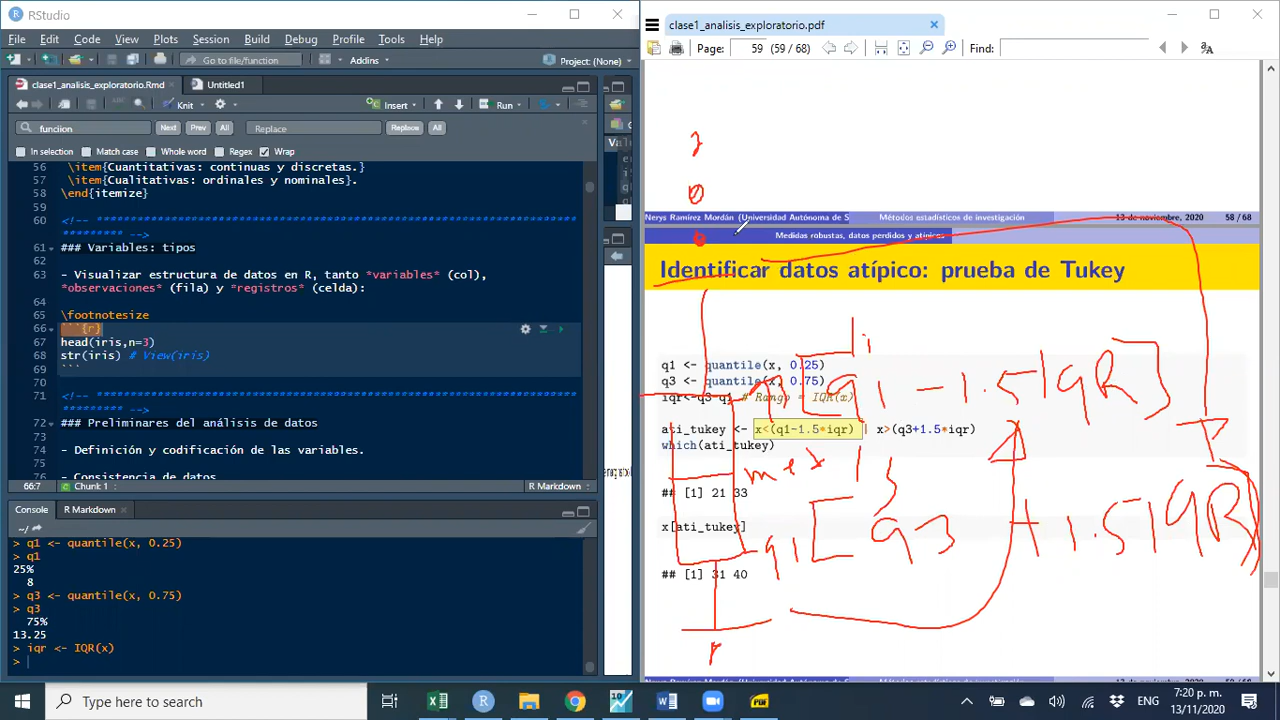 RStudio
File Edit Code View Plots Session Build Debug Profile Tools Help
Go to file/function Addins Project: (None)
clase1_analisis_exploratorio.Rmd Untitled1
Knit Insert Run
funciion Next Prev All Replace Replace All
In selection Match case Whole word Regex Wrap
56 \item{Cuantitativas: continuas y discretas.}
57 \item{Cualitativas: ordinales y nominales}.
58 \end{itemize}
59
60 <!-- ************************************************************
********* -->
61 ### Variables: tipos
62
63 - Visualizar estructura de datos en R, tanto *variables* (col),
*observaciones* (fila) y *registros* (celda):
64
65 \footnotesize
66 ```{r}
67 head(iris,n=3)
68 str(iris) # View(iris)
69 ```
70
71 <!-- ************************************************************
********* -->
72 ### Preliminares del análisis de datos
73
74 - Definición y codificación de las variables.
75
76 - Consistencia de datos
66:7 Chunk 1 R Markdown
Console R Markdown
~/
> q1 <- quantile(x, 0.25)
> q1
25%
8
> q3 <- quantile(x, 0.75)
> q3
75%
13.25
> iqr <- IQR(x)
>
clase1_analisis_exploratorio.pdf
Page: 59 (59 / 68) Find:
Nerys Ramírez Mordán (Universidad Autónoma de S Métodos estadísticos de investigación 13 de noviembre, 2020 58 / 68
Medidas robustas, datos perdidos y atípicos
Identificar datos atípico: prueba de Tukey
q1 <- quantile(x, 0.25)
q3 <- quantile(x, 0.75)
iqr<-q3-q1 # Rango = IQR(x)
ati_tukey <- x<(q1-1.5*iqr) | x>(q3+1.5*iqr)
which(ati_tukey)
## [1] 21 33
x[ati_tukey]
## [1] 31 40
li
[q1 - 1.5 IQR]
ls
q1 [q3 + 1.5 IQR]
Type here to search
ENG
7:20 p. m.
13/11/2020